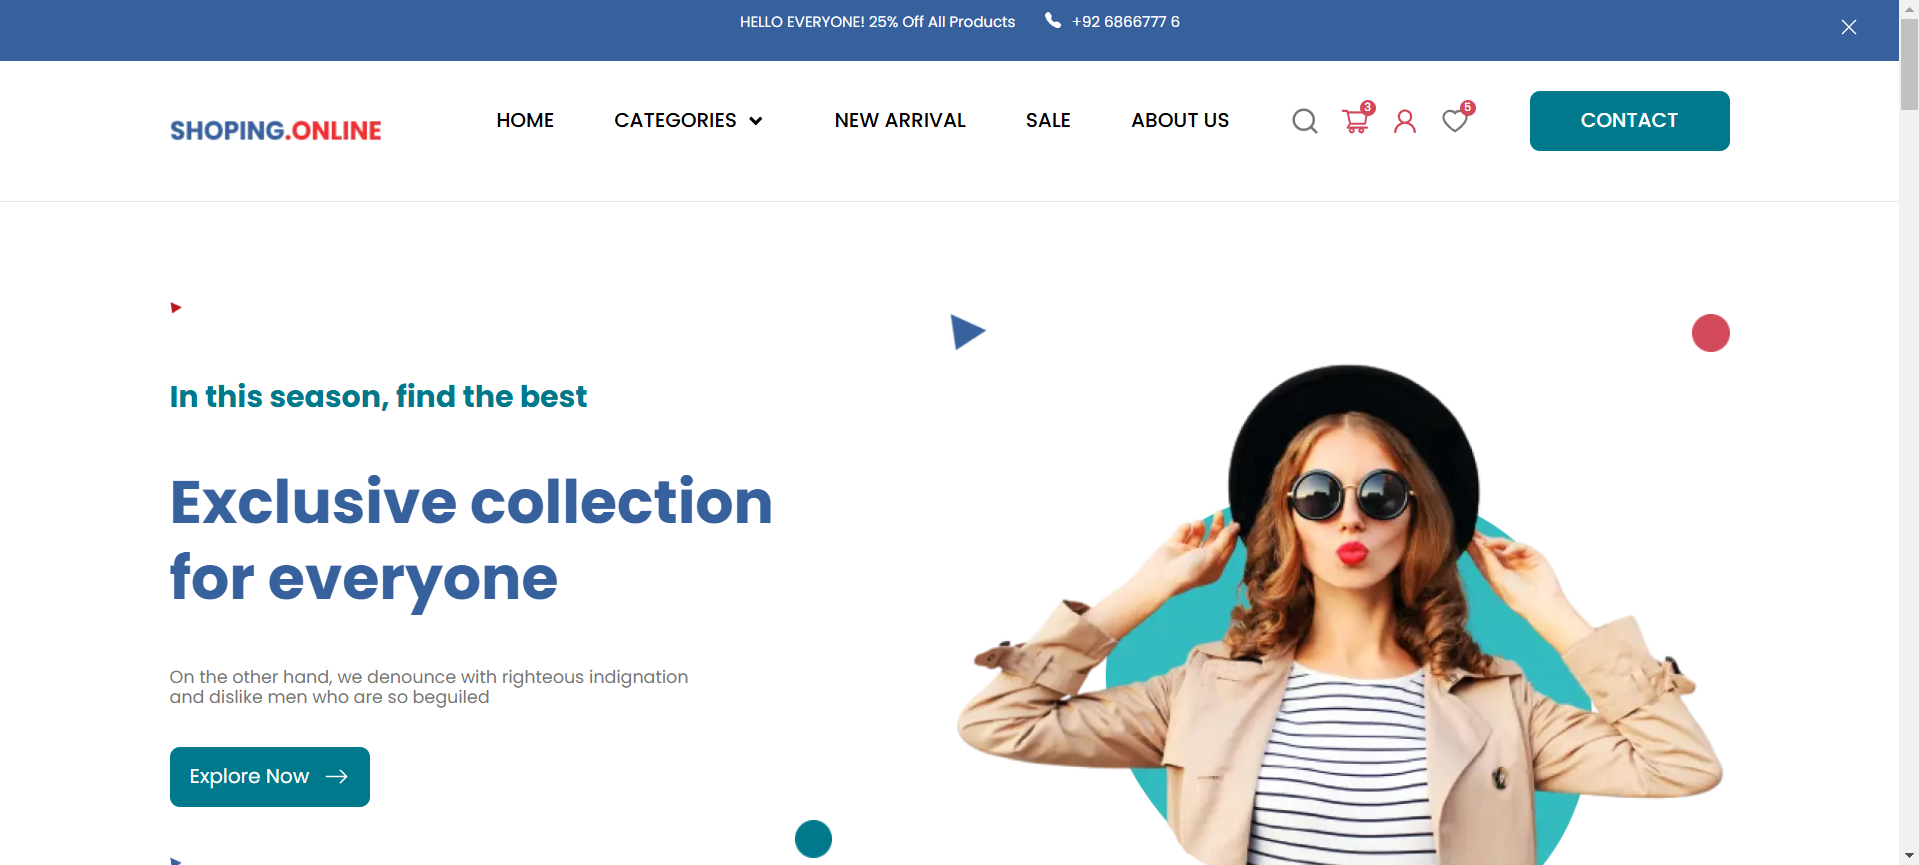 HELLO EVERYONE! 25% Off All Products +92 6866777 6
SHOPING.ONLINE HOME CATEGORIES NEW ARRIVAL SALE ABOUT US 3 5 CONTACT
In this season, find the best
Exclusive collection
for everyone
On the other hand, we denounce with righteous indignation
and dislike men who are so beguiled
Explore Now